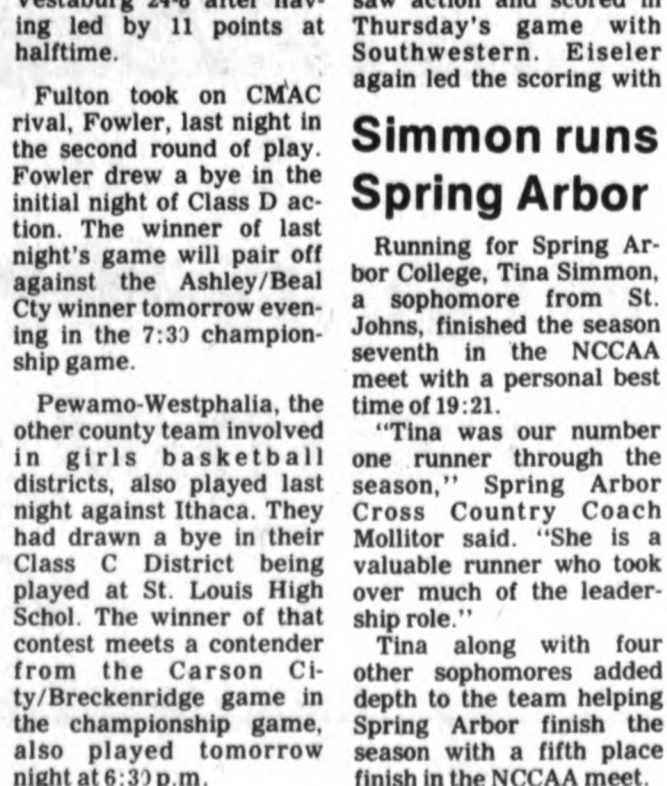 Vestaburg 24-8 after hav-
ing led by 11 points at
halftime.
Fulton took on CMAC
rival, Fowler, last night in
the second round of play.
Fowler drew a bye in the
initial night of Class D ac-
tion. The winner of last
night's game will pair off
against the Ashley/Beal
Cty winner tomorrow even-
ing in the 7:30 champion-
ship game.
Pewamo-Westphalia, the
other county team involved
in girls basketball
districts, also played last
night against Ithaca. They
had drawn a bye in their
Class C District being
played at St. Louis High
Schol. The winner of that
contest meets a contender
from the Carson Ci-
ty/Breckenridge game in
the championship game,
also played tomorrow
night at 6:30 p.m.
saw action and scored in
Thursday's game with
Southwestern. Eiseler
again led the scoring with
Simmon runs
Spring Arbor
Running for Spring Ar-
bor College, Tina Simmon,
a sophomore from St.
Johns, finished the season
seventh in the NCCAA
meet with a personal best
time of 19:21.
"Tina was our number
one runner through the
season," Spring Arbor
Cross Country Coach
Mollitor said. "She is a
valuable runner who took
over much of the leader-
ship role."
Tina along with four
other sophomores added
depth to the team helping
Spring Arbor finish the
season with a fifth place
finish in the NCCAA meet.